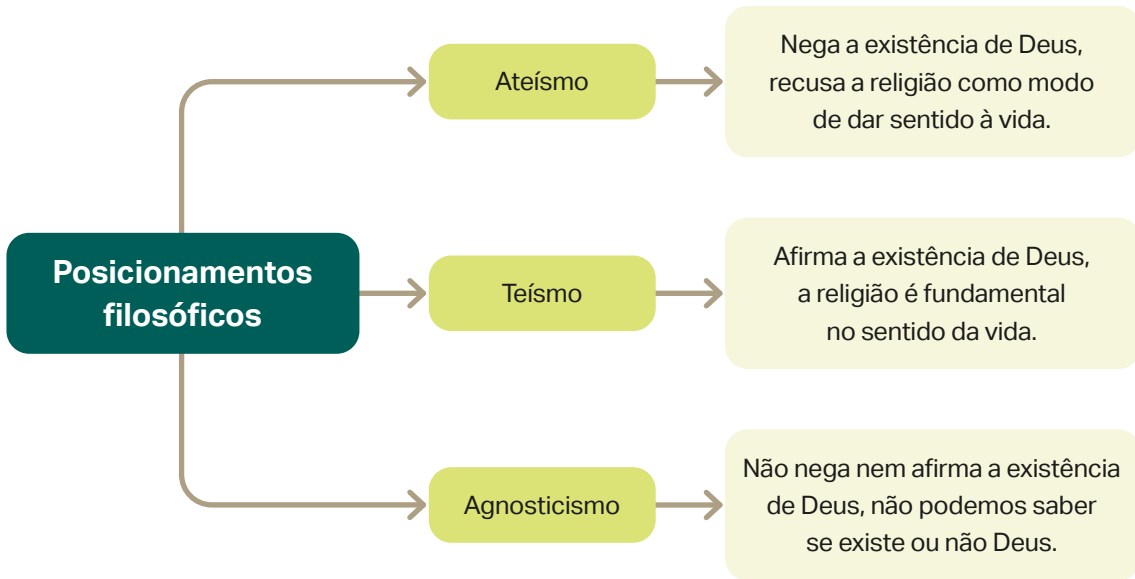 Posicionamentos
filosóficos
Ateísmo
Nega a existência de Deus,
recusa a religião como modo
de dar sentido à vida.
Teísmo
Afirma a existência de Deus,
a religião é fundamental
no sentido da vida.
Agnosticismo
Não nega nem afirma a existência
de Deus, não podemos saber
se existe ou não Deus.